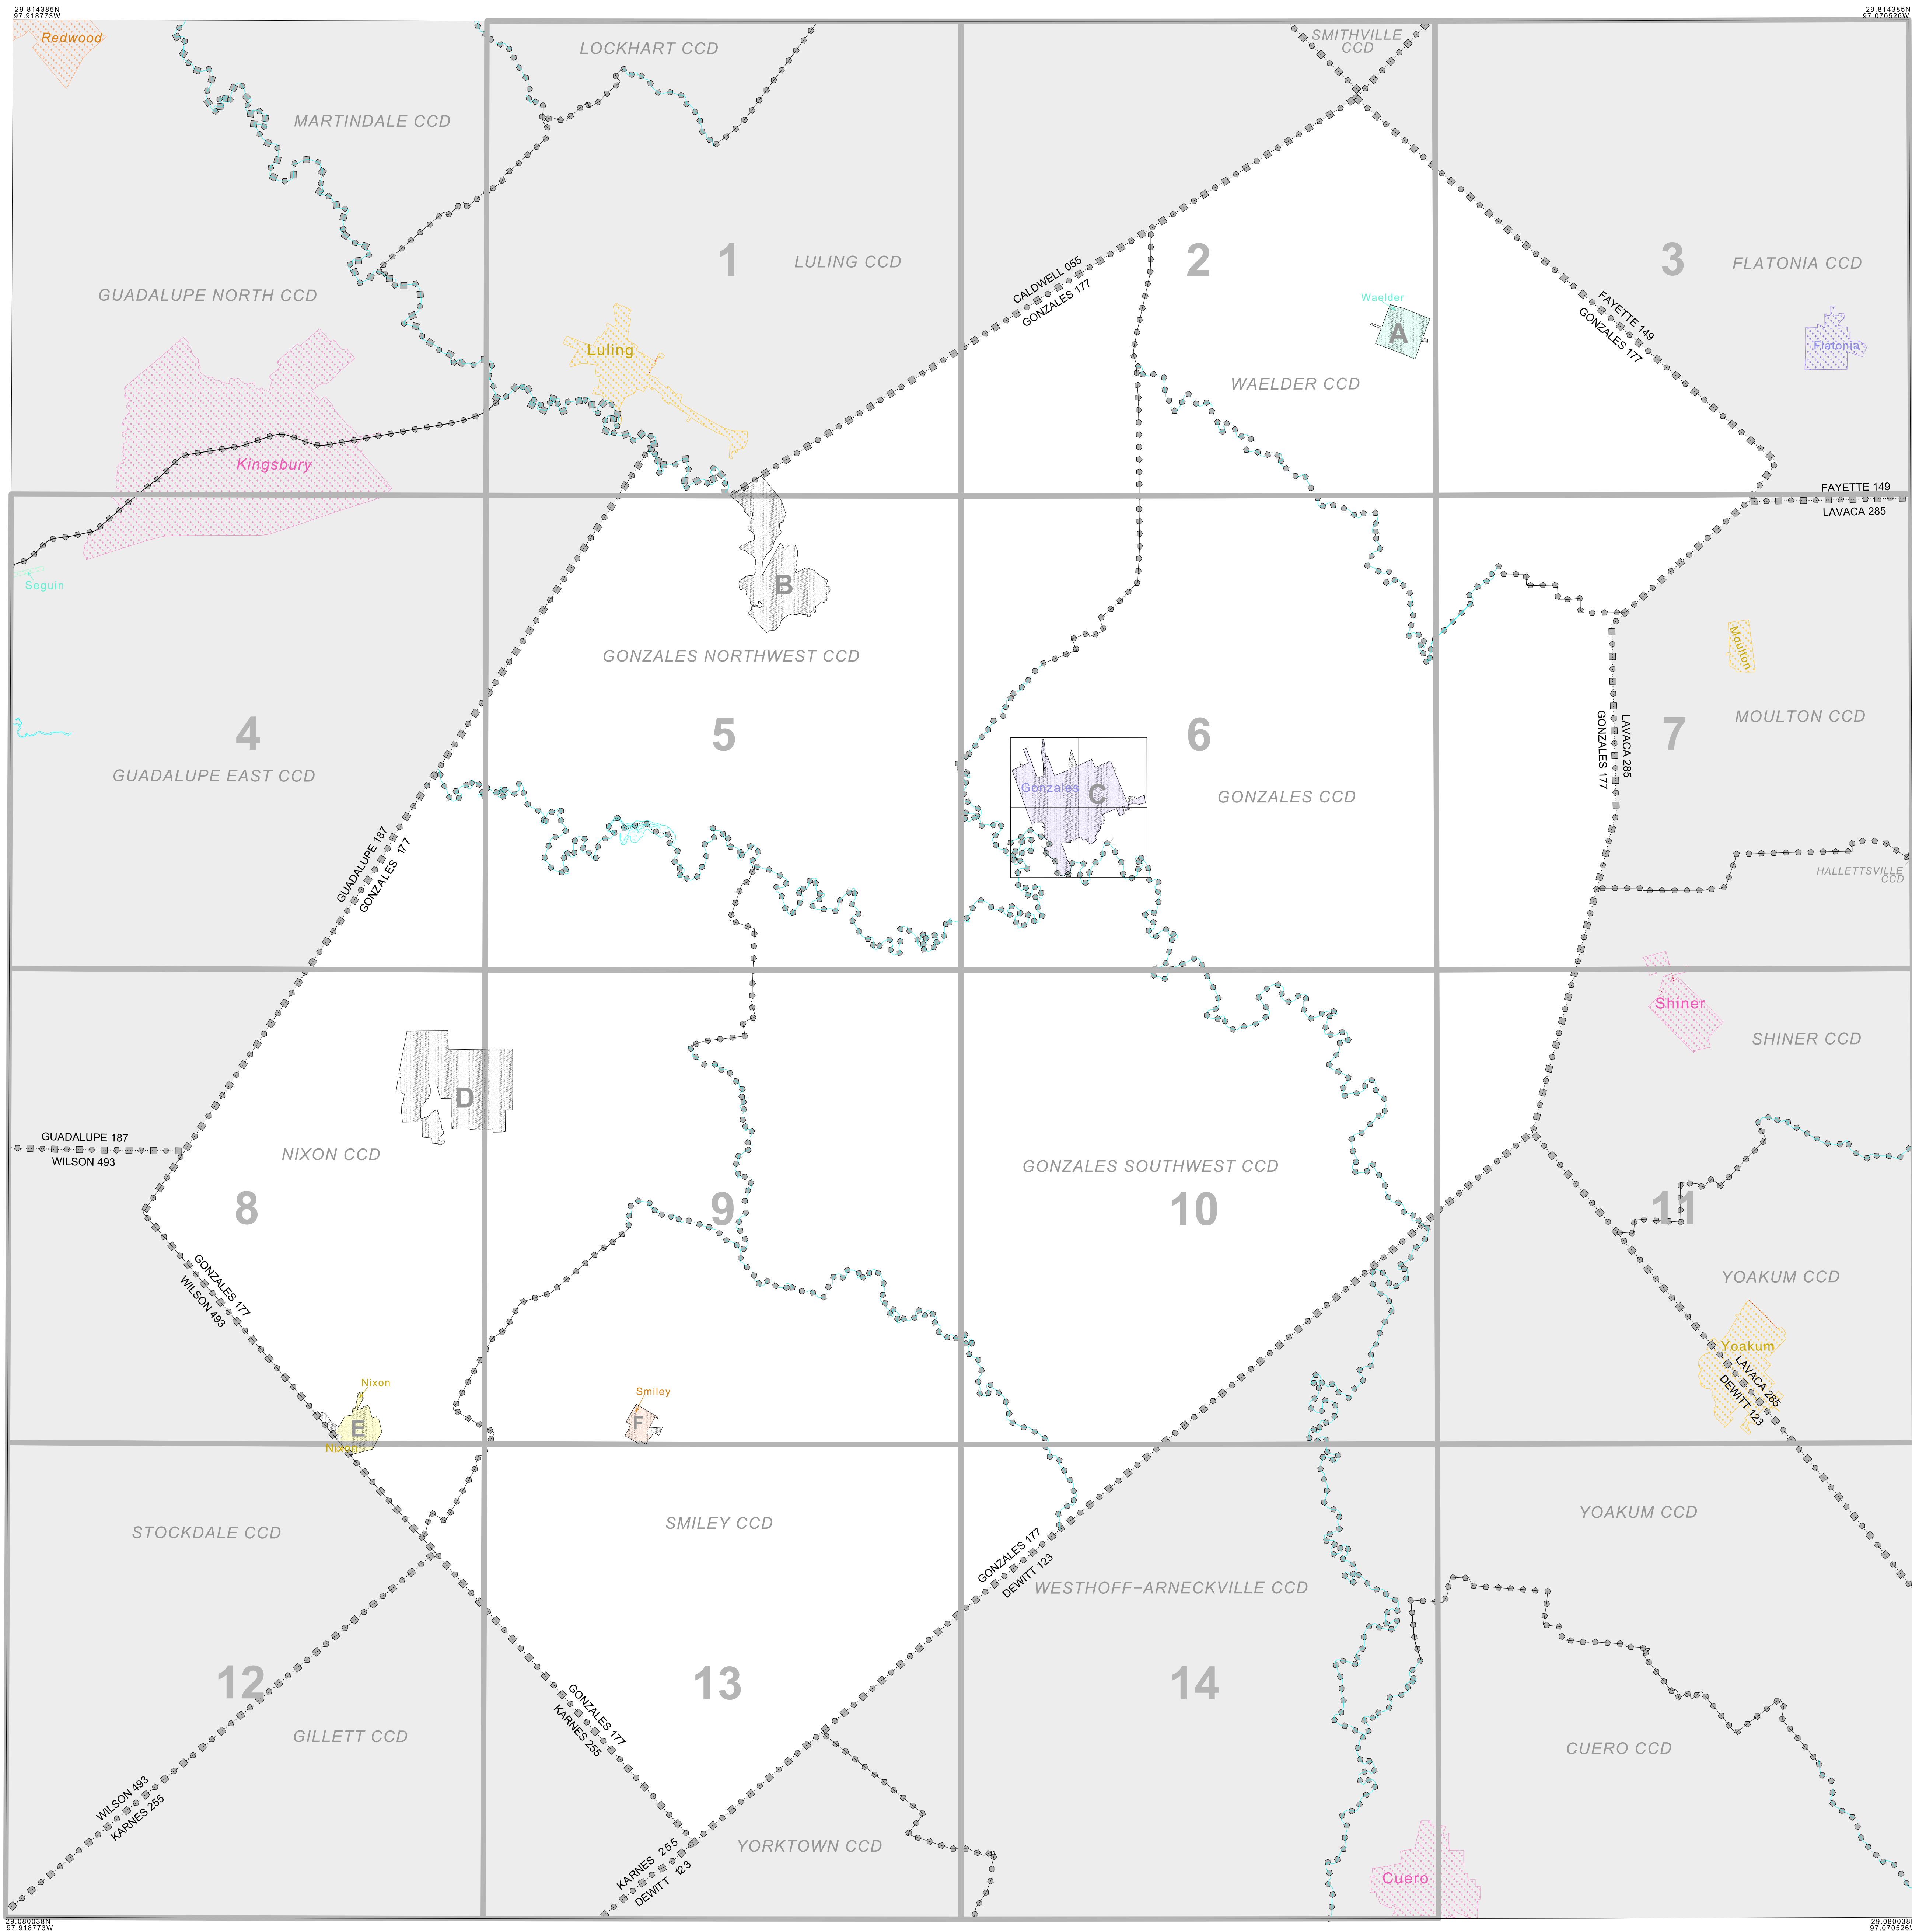 29.814385N
97.918773W
29.814385N
97.070526W
Redwood
LOCKHART CCD
SMITHVILLE
CCD
MARTINDALE CCD
1
LULING CCD
2
3
FLATONIA CCD
CALDWELL 055
GONZALES 177
GUADALUPE NORTH CCD
Waelder
A
FAYETTE 149
GONZALES 177
Flatonia
Luling
WAELDER CCD
Kingsbury
FAYETTE 149
LAVACA 285
Seguin
B
GONZALES NORTHWEST CCD
Moulton
4
5
6
7
MOULTON CCD
GONZALES 177
LAVACA 285
GUADALUPE EAST CCD
Gonzales
C
GONZALES CCD
GUADALUPE 187
GONZALES 177
HALLETTSVILLE
CCD
Shiner
SHINER CCD
D
GUADALUPE 187
WILSON 493
NIXON CCD
GONZALES SOUTHWEST CCD
8
9
10
11
GONZALES 177
WILSON 493
YOAKUM CCD
Yoakum
LAVACA 285
DEWITT 123
Nixon
E
Nixon
Smiley
F
STOCKDALE CCD
SMILEY CCD
YOAKUM CCD
GONZALES 177
DEWITT 123
WESTHOFF-ARNECKVILLE CCD
12
13
14
GONZALES 177
KARNES 255
GILLETT CCD
CUERO CCD
WILSON 493
KARNES 255
KARNES 255
DEWITT 123
YORKTOWN CCD
Cuero
29.080038N
97.918773W
29.080038N
97.070526W